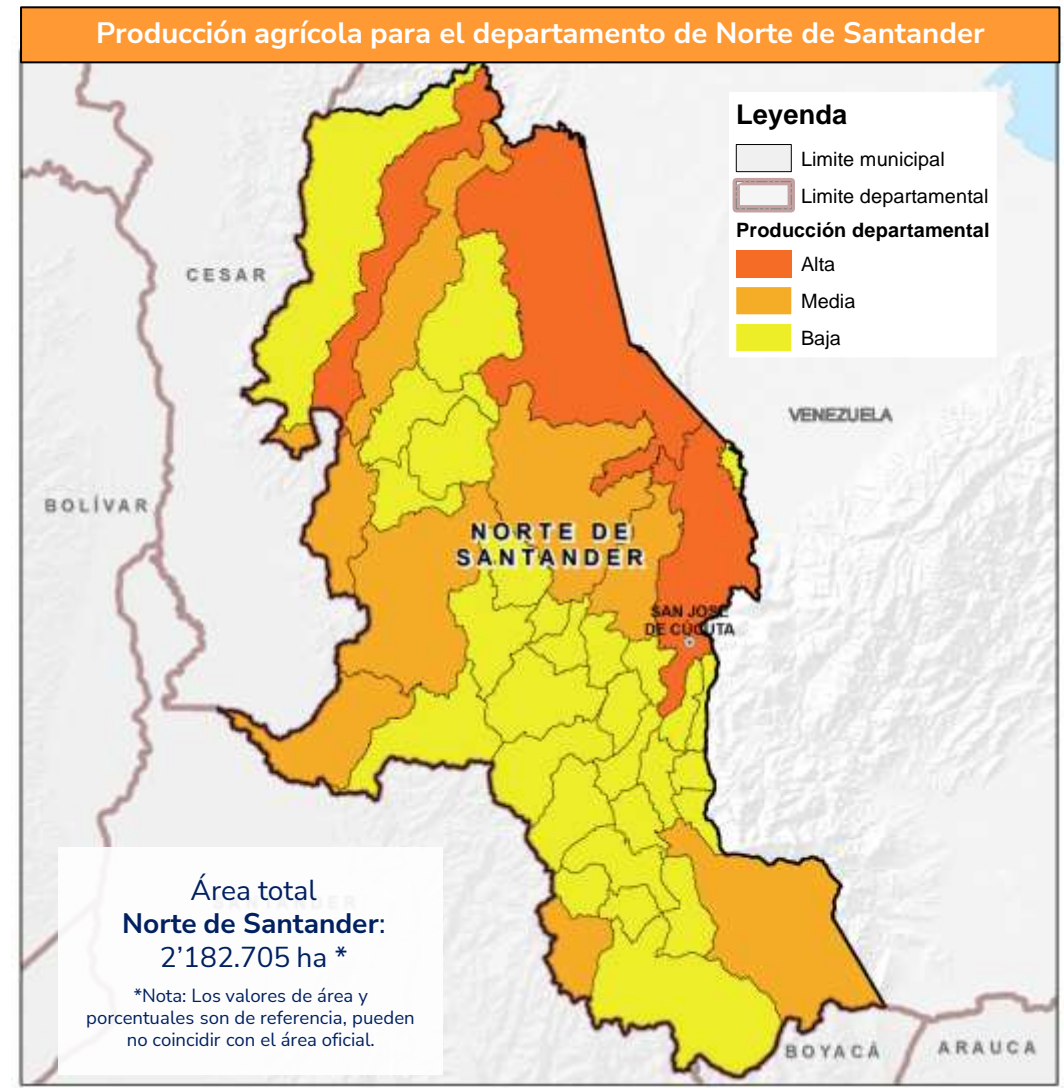 Producción agrícola para el departamento de Norte de Santander
Leyenda
Limite municipal
Limite departamental
Producción departamental
Alta
Media
Baja
CESAR
VENEZUELA
BOLÍVAR
NORTE DE
SANTANDER
SAN JOSE
DE CÚCUTA
Área total
Norte de Santander:
2’182.705 ha *
*Nota: Los valores de área y
porcentuales son de referencia, pueden
no coincidir con el área oficial.
SANTANDER
BOYACÁ
ARAUCA